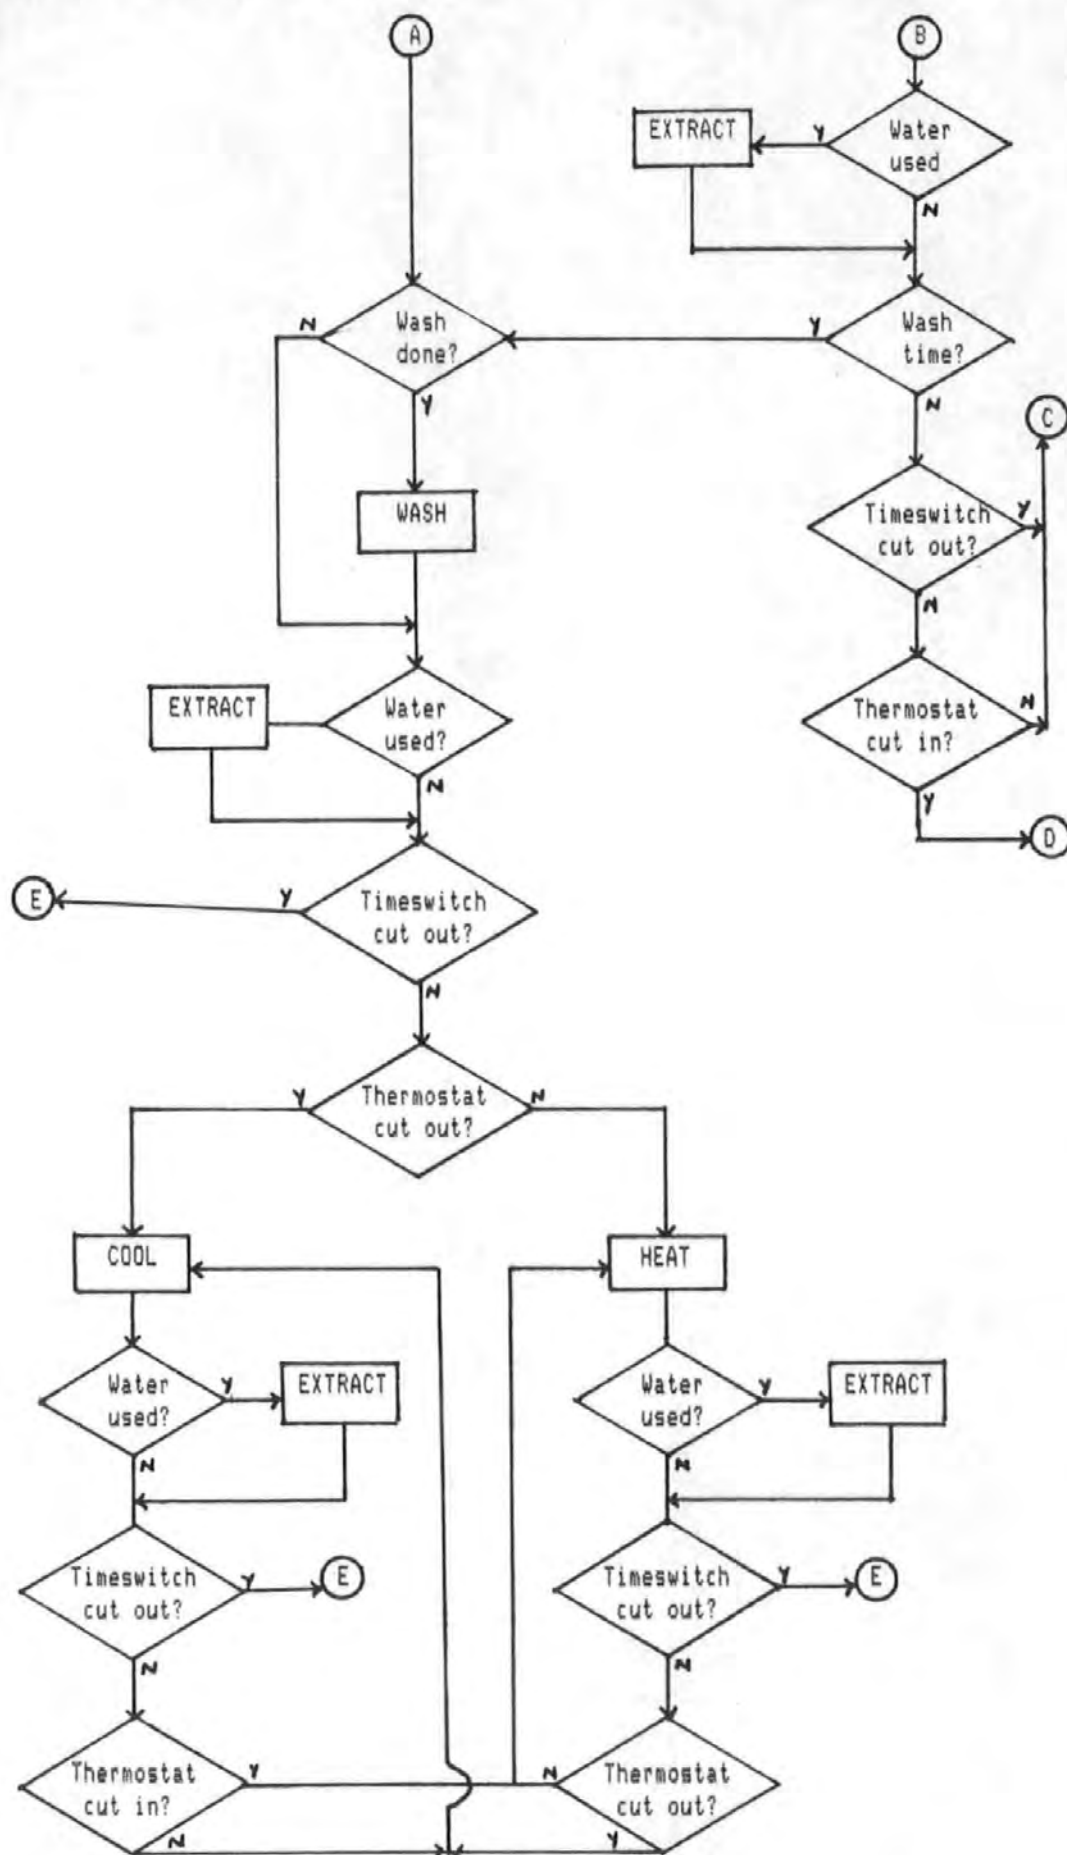 A
B
EXTRACT
Y
Water
used
N
N
Wash
done?
Y
Y
Wash
time?
N
C
WASH
Timeswitch
cut out?
Y
N
EXTRACT
Water
used?
N
Thermostat
cut in?
N
Y
D
E
Y
Timeswitch
cut out?
N
Y
Thermostat
cut out?
N
COOL
HEAT
Water
used?
Y
EXTRACT
N
Water
used?
Y
EXTRACT
N
Timeswitch
cut out?
Y
E
N
Timeswitch
cut out?
Y
E
N
Thermostat
cut in?
Y
N
N
Thermostat
cut out?
Y